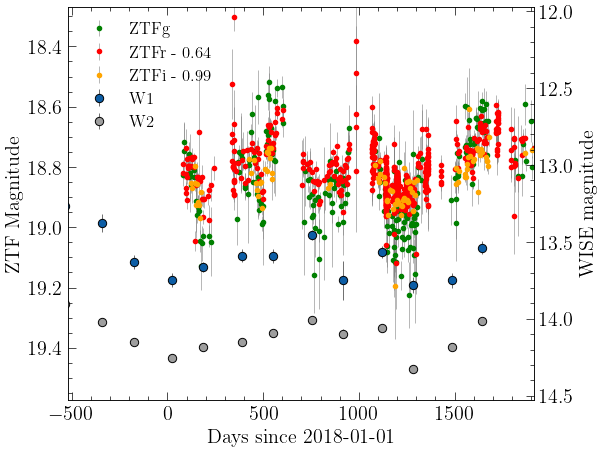 ZTFg
ZTFr - 0.64
ZTFi - 0.99
W1
W2
18.4
18.6
18.8
19.0
19.2
19.4
ZTF Magnitude
12.0
12.5
13.0
13.5
14.0
14.5
WISE magnitude
−500
0
500
1000
1500
Days since 2018-01-01